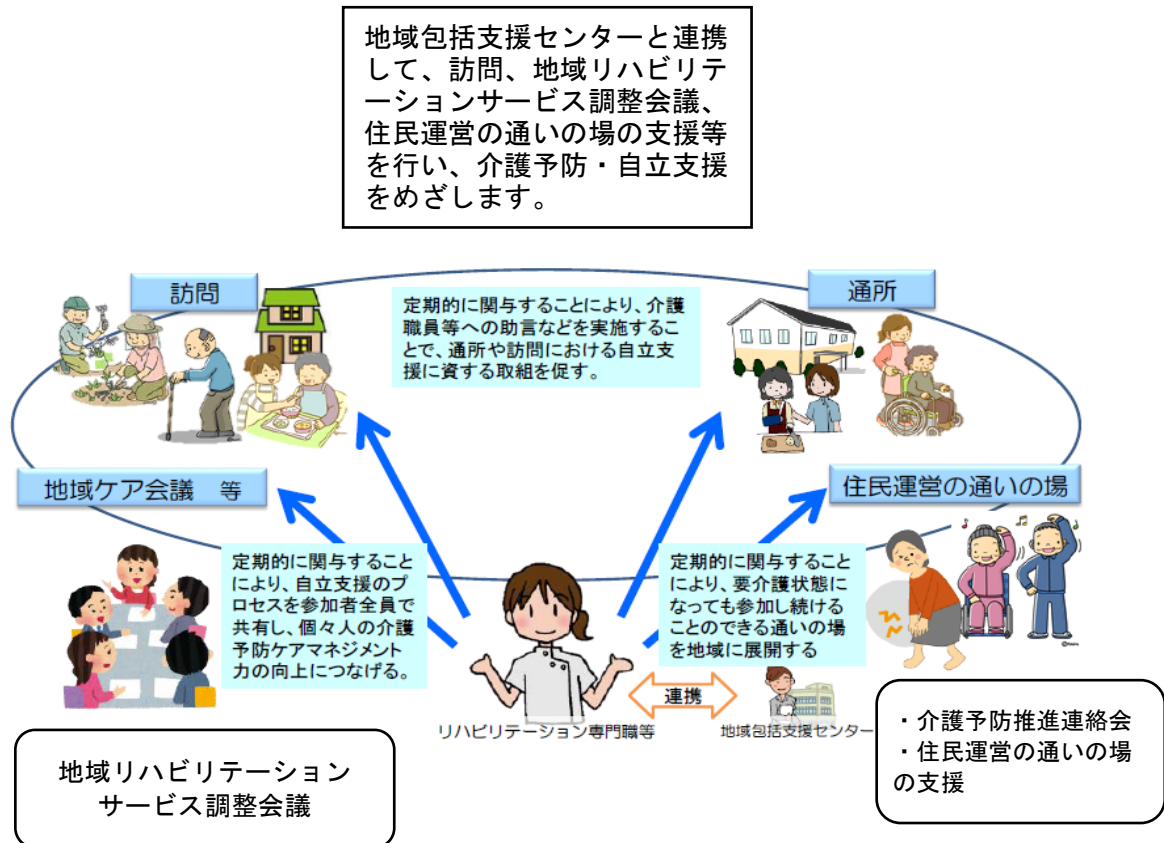 地域包括支援センターと連携
して、訪問、地域リハビリテ
ーションサービス調整会議、
住民運営の通いの場の支援等
を行い、介護予防・自立支援
をめざします。
訪問
定期的に関与することにより、介護
職員等への助言などを実施するこ
とで、通所や訪問における自立支
援に資する取組を促す。
通所
地域ケア会議　等
住民運営の通いの場
定期的に関与すること
により、自立支援のプ
ロセスを参加者全員で
共有し、個々人の介護
予防ケアマネジメント
力の向上につなげる。
定期的に関与すること
により、要介護状態に
なっても参加し続ける
ことのできる通いの場
を地域に展開する
連携
リハビリテーション専門職等
地域包括支援センター
地域リハビリテーション
サービス調整会議
・介護予防推進連絡会
・住民運営の通いの場
の支援